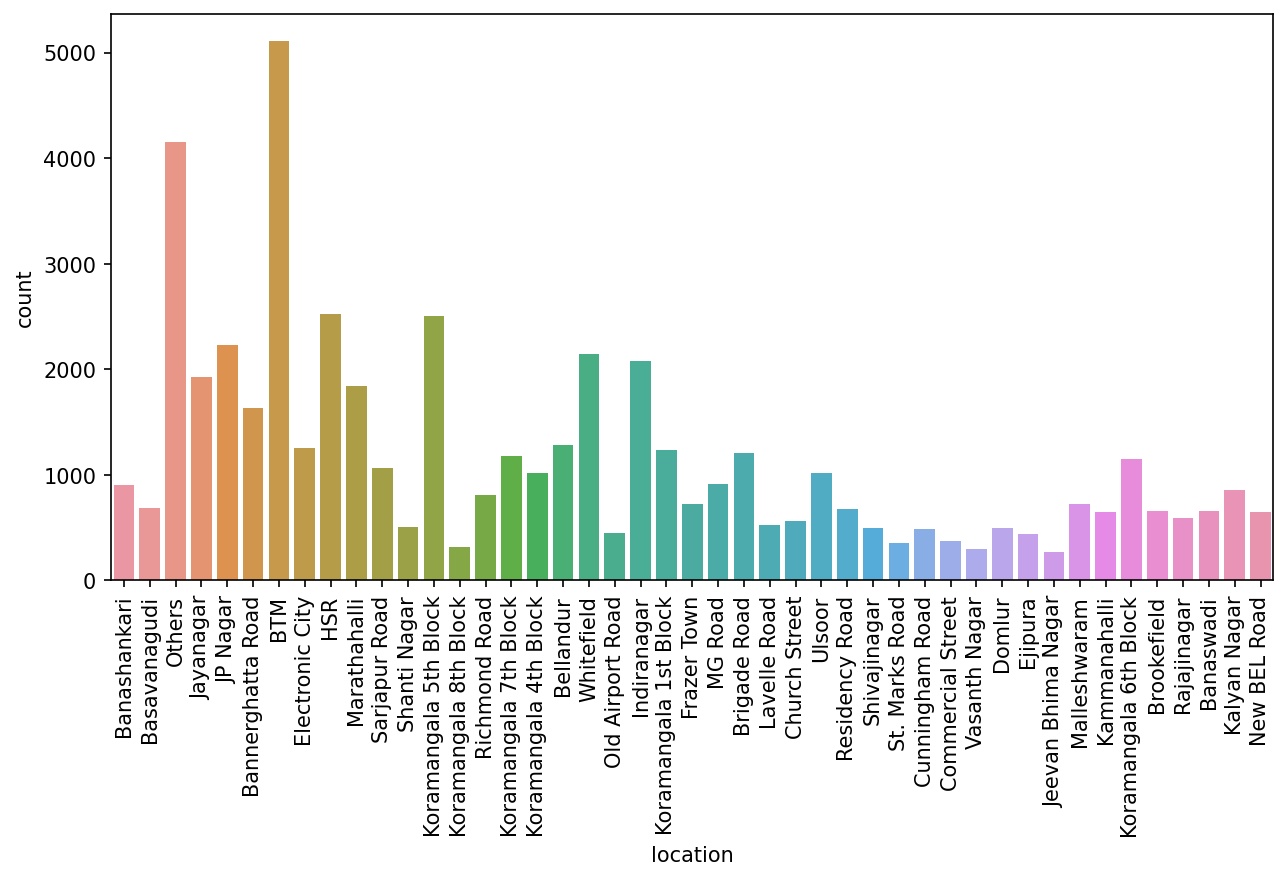 5000
4000
3000
2000
1000
0
count
Banashankari
Basavanagudi
Others
Jayanagar
JP Nagar
Bannerghatta Road
BTM
Electronic City
HSR
Marathahalli
Sarjapur Road
Shanti Nagar
Koramangala 5th Block
Koramangala 8th Block
Richmond Road
Koramangala 7th Block
Koramangala 4th Block
Bellandur
Whitefield
Old Airport Road
Indiranagar
Koramangala 1st Block
Frazer Town
MG Road
Brigade Road
Lavelle Road
Church Street
Ulsoor
Residency Road
Shivajinagar
St. Marks Road
Cunningham Road
Commercial Street
Vasanth Nagar
Domlur
Ejipura
Jeevan Bhima Nagar
Malleshwaram
Kammanahalli
Koramangala 6th Block
Brookefield
Rajajinagar
Banaswadi
Kalyan Nagar
New BEL Road
location